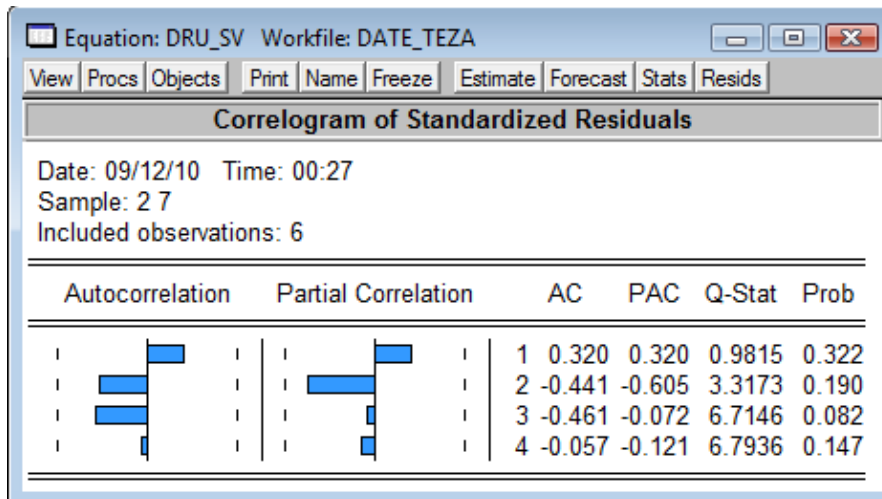 Equation: DRU_SV Workfile: DATE_TEZA
View Procs Objects Print Name Freeze Estimate Forecast Stats Resids
Correlogram of Standardized Residuals
Date: 09/12/10 Time: 00:27
Sample: 2 7
Included observations: 6
Autocorrelation Partial Correlation AC PAC Q-Stat Prob
1 0.320 0.320 0.9815 0.322
2 -0.441 -0.605 3.3173 0.190
3 -0.461 -0.072 6.7146 0.082
4 -0.057 -0.121 6.7936 0.147